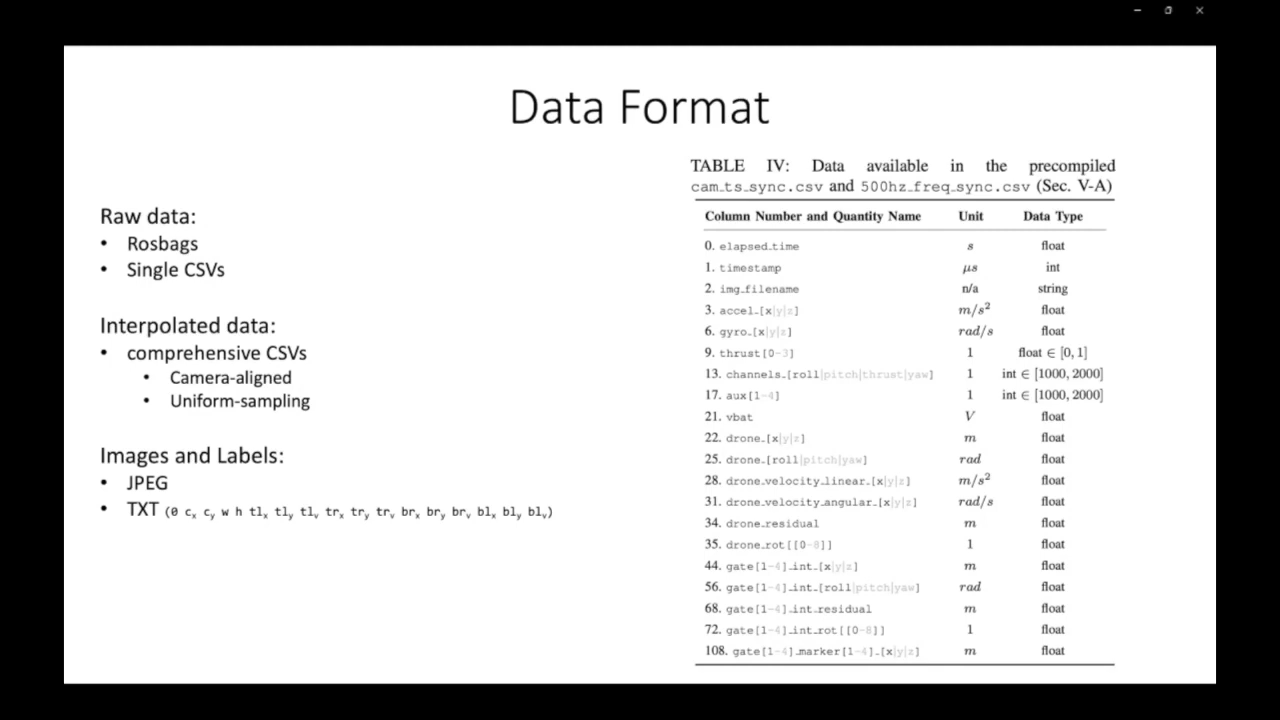 Data Format
Raw data:
• Rosbags
• Single CSVs
Interpolated data:
• comprehensive CSVs
• Camera-aligned
• Uniform-sampling
Images and Labels:
• JPEG
• TXT (0 cx cy w h tlx tly tlv trx try trv brx bry brv blx bly blv)
TABLE IV: Data available in the precompiled
cam_ts_sync.csv and 500hz_freq_sync.csv (Sec. V-A)
Column Number and Quantity Name Unit Data Type
0. elapsed_time s float
1. timestamp µs int
2. img_filename n/a string
3. accel_[x|y|z] m/s² float
6. gyro_[x|y|z] rad/s float
9. thrust[0-3] 1 float ∈ [0, 1]
13. channels_[roll|pitch|thrust|yaw] 1 int ∈ [1000, 2000]
17. aux[1-4] 1 int ∈ [1000, 2000]
21. vbat V float
22. drone_[x|y|z] m float
25. drone_[roll|pitch|yaw] rad float
28. drone_velocity_linear_[x|y|z] m/s² float
31. drone_velocity_angular_[x|y|z] rad/s float
34. drone_residual m float
35. drone_rot[[0-8]] 1 float
44. gate[1-4]_int_[x|y|z] m float
56. gate[1-4]_int_[roll|pitch|yaw] rad float
68. gate[1-4]_int_residual m float
72. gate[1-4]_int_rot[[0-8]] 1 float
108. gate[1-4]_marker[1-4]_[x|y|z] m float